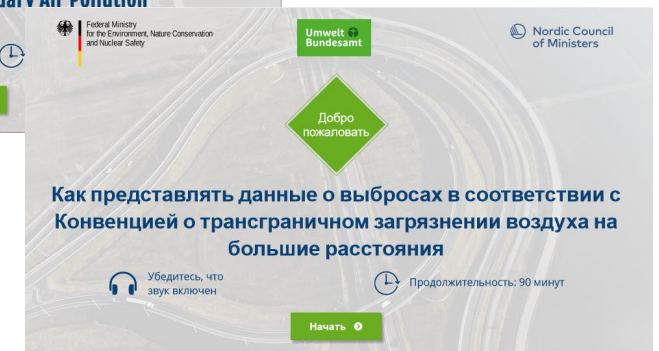 dary Air Pollution
Federal Ministry
for the Environment, Nature Conservation
and Nuclear Safety
Umwelt
Bundesamt
Nordic Council
of Ministers
Добро
пожаловать
Как представлять данные о выбросах в соответствии с
Конвенцией о трансграничном загрязнении воздуха на
большие расстояния
Убедитесь, что
звук включен
Продолжительность: 90 минут
Начать